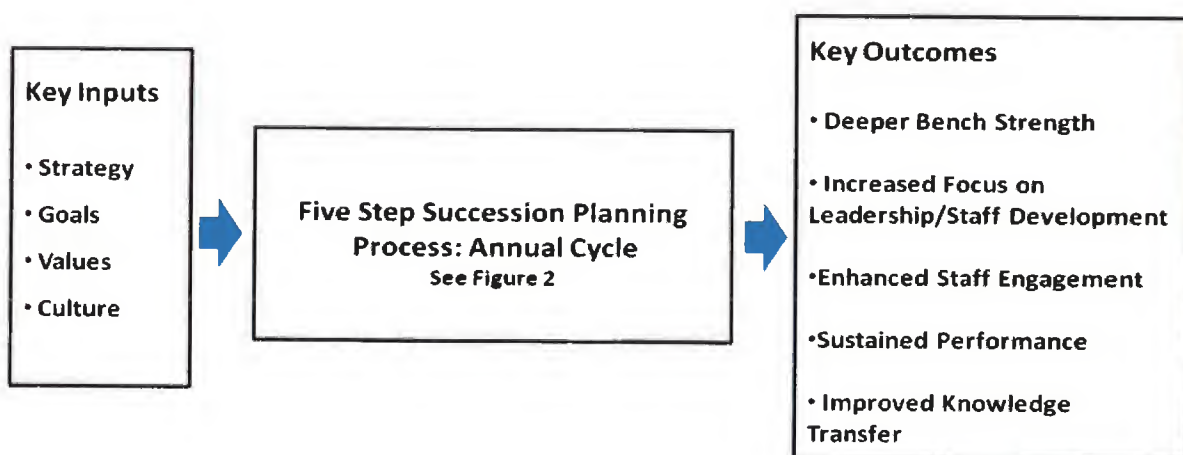 Key Inputs
• Strategy
• Goals
• Values
• Culture
Five Step Succession Planning
Process: Annual Cycle
See Figure 2
Key Outcomes
• Deeper Bench Strength
• Increased Focus on
Leadership/Staff Development
•Enhanced Staff Engagement
•Sustained Performance
• Improved Knowledge
Transfer